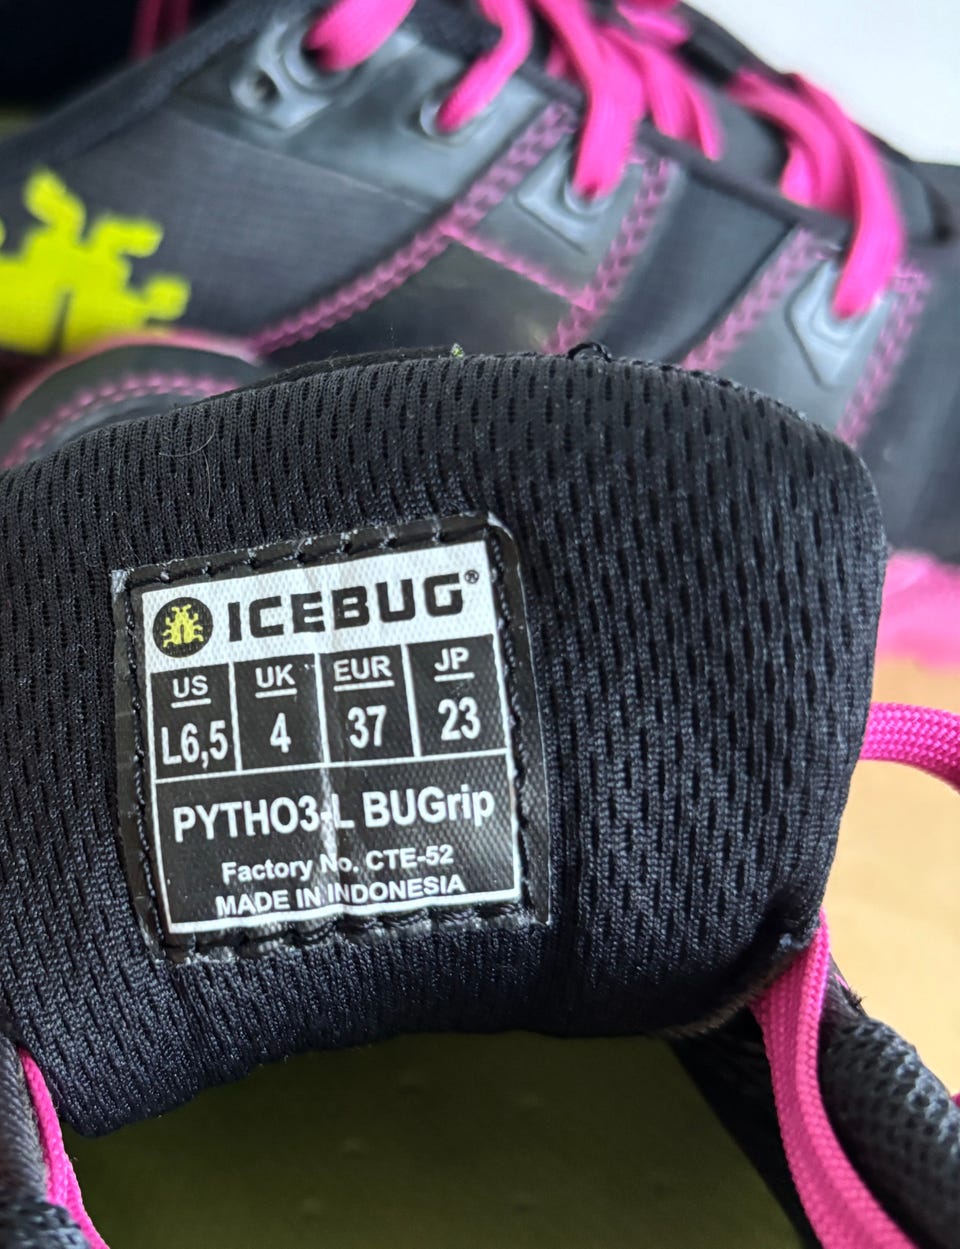 ICEBUG®
US UK EUR JP
L6,5 4 37 23
PYTHO3-L BUGrip
Factory No. CTE-52
MADE IN INDONESIA